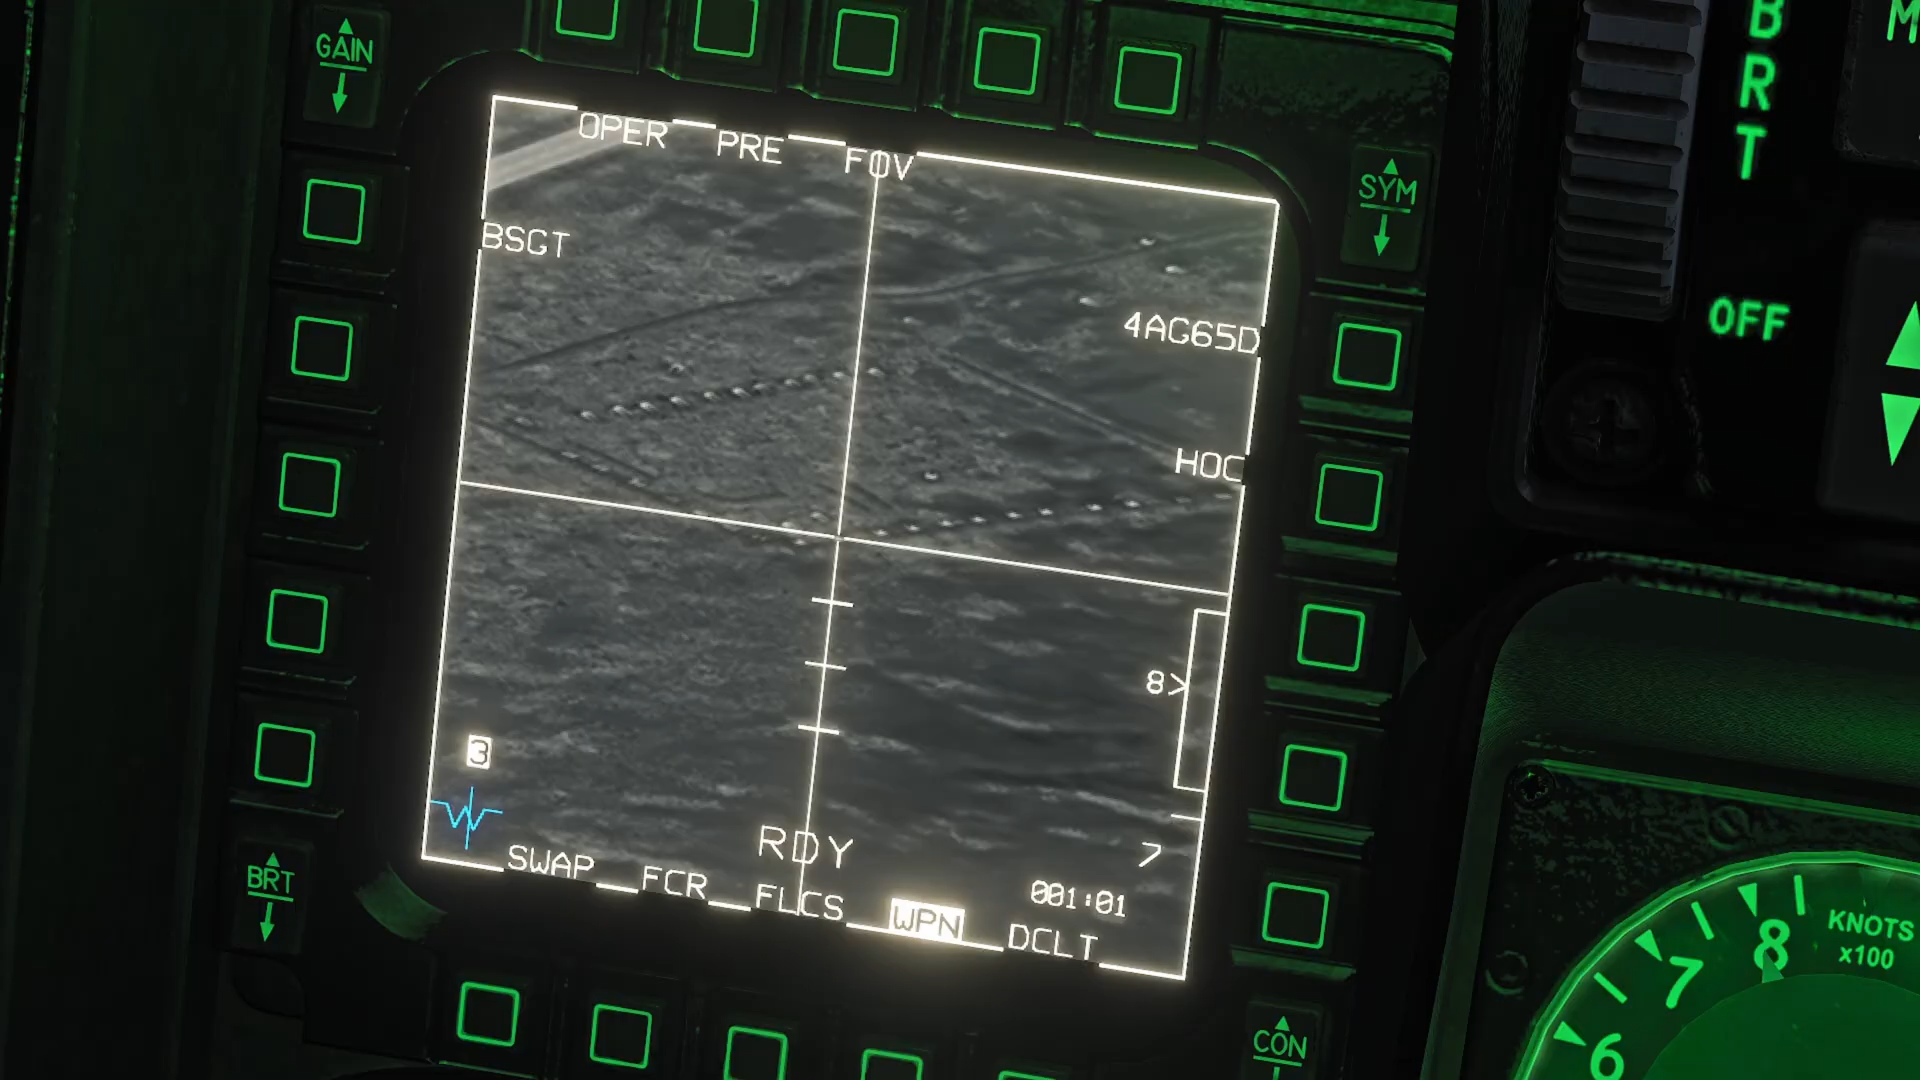 GAIN
BRT
M
OPER PRE FOV
SYM
BSGT
4AG65D
OFF
HOC
8>
3
RDY
7
001:01
SWAP FCR FLCS WPN DCLT
BRT
CON
KNOTS
x100
8
7
6